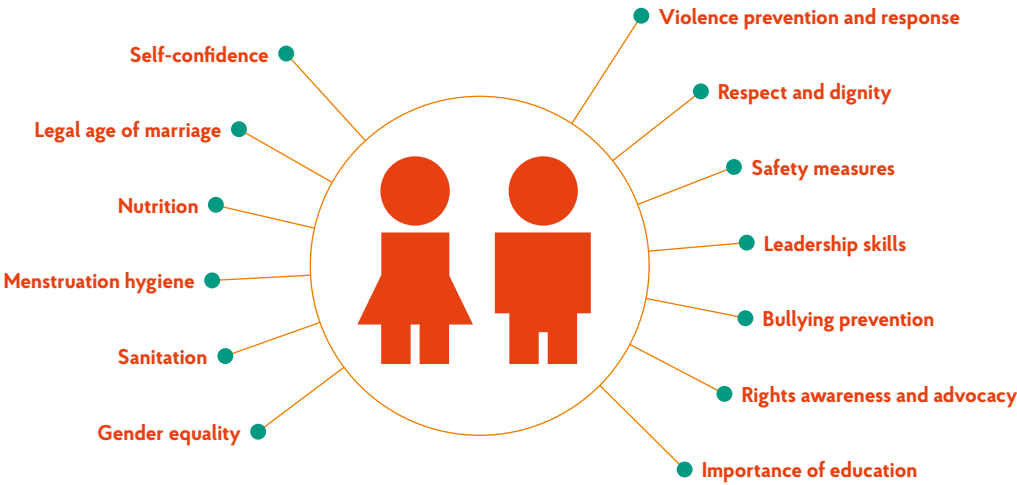 Self-confidence
Legal age of marriage
Nutrition
Menstruation hygiene
Sanitation
Gender equality
Violence prevention and response
Respect and dignity
Safety measures
Leadership skills
Bullying prevention
Rights awareness and advocacy
Importance of education